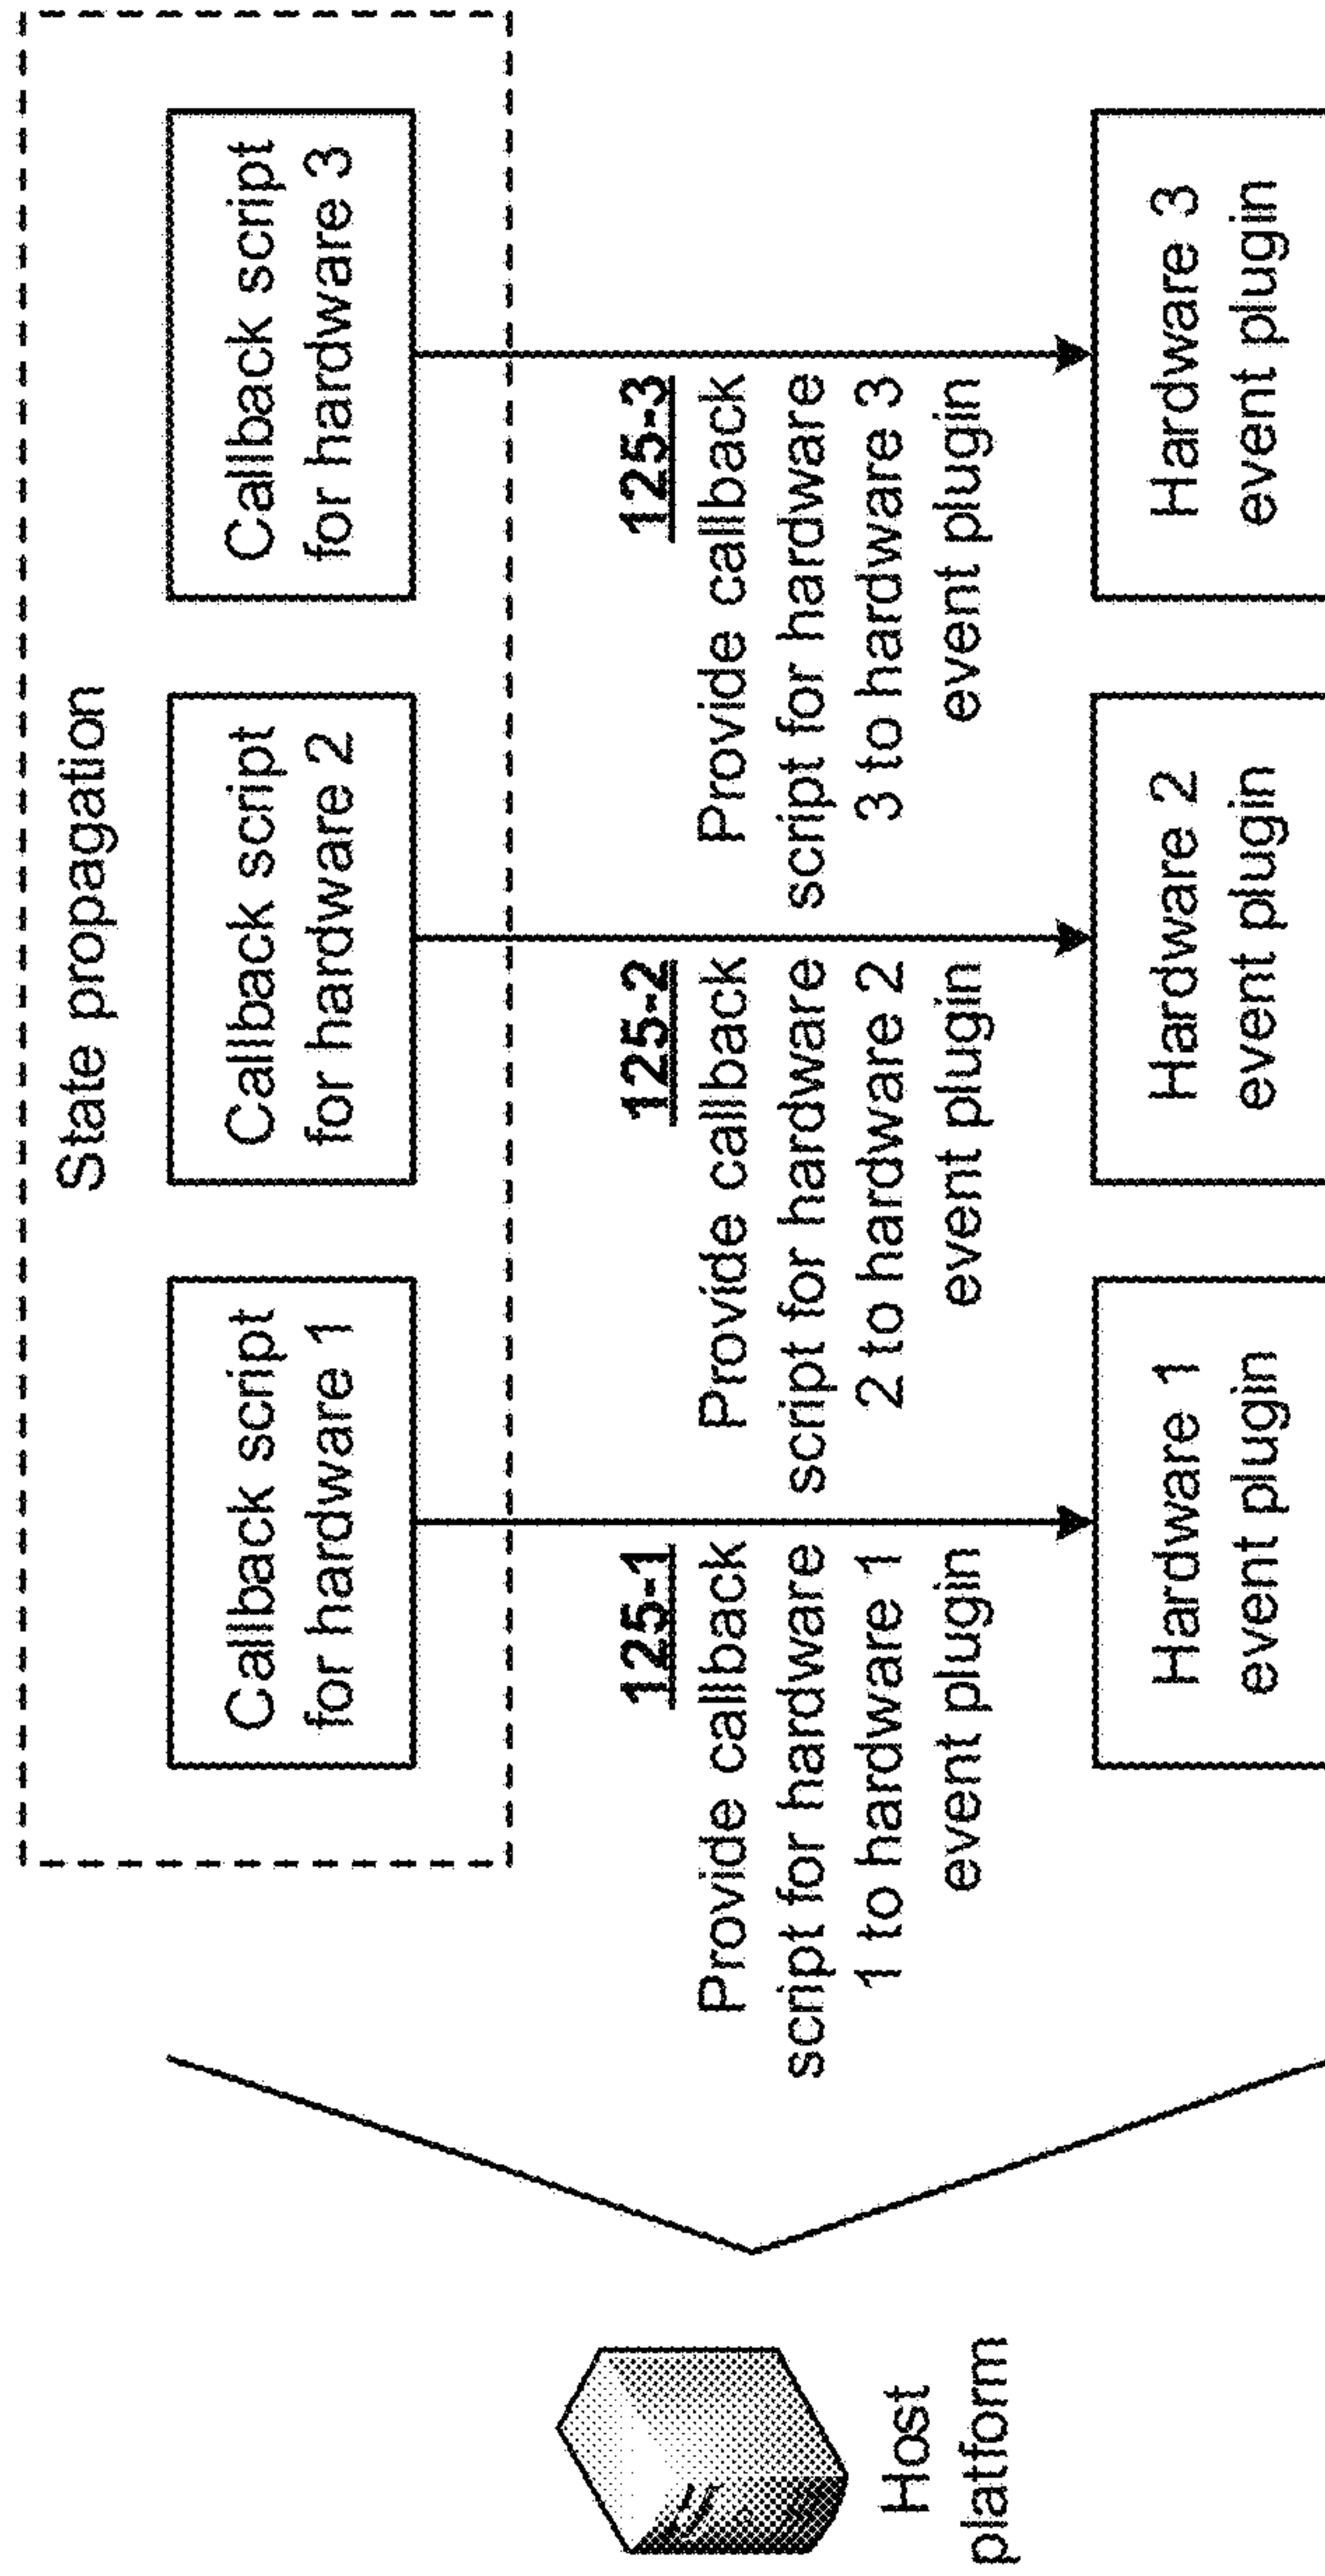 State propagation
Callback script
for hardware 1
Callback script
for hardware 2
Callback script
for hardware 3
125-1
Provide callback
script for hardware
1 to hardware 1
event plugin
125-2
Provide callback
script for hardware
2 to hardware 2
event plugin
125-3
Provide callback
script for hardware
3 to hardware 3
event plugin
Host
platform
Hardware 1
event plugin
Hardware 2
event plugin
Hardware 3
event plugin